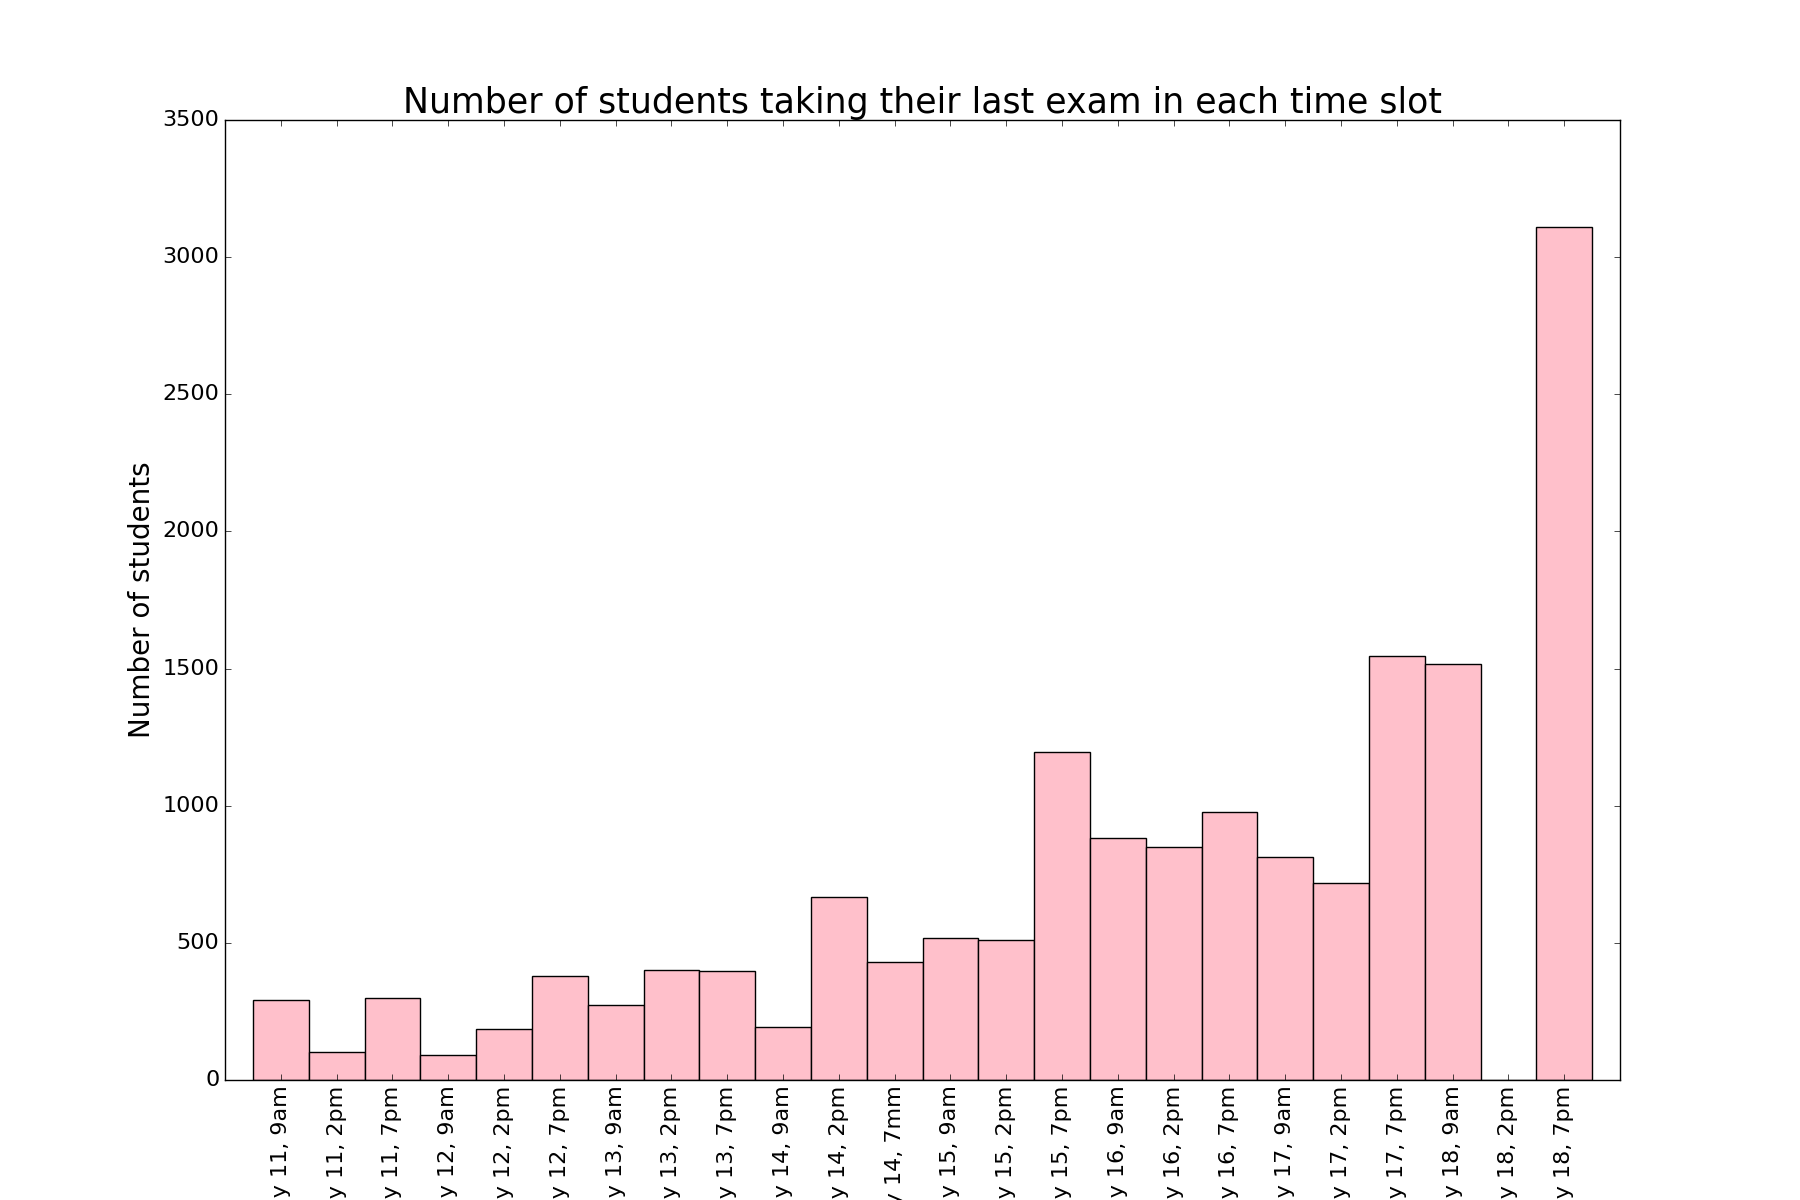 Number of students taking their last exam in each time slot
3500
3000
2500
2000
1500
1000
500
0
Number of students
y 11, 9am
y 11, 2pm
y 11, 7pm
y 12, 9am
y 12, 2pm
y 12, 7pm
y 13, 9am
y 13, 2pm
y 13, 7pm
y 14, 9am
y 14, 2pm
y 14, 7mm
y 15, 9am
y 15, 2pm
y 15, 7pm
y 16, 9am
y 16, 2pm
y 16, 7pm
y 17, 9am
y 17, 2pm
y 17, 7pm
y 18, 9am
y 18, 2pm
y 18, 7pm